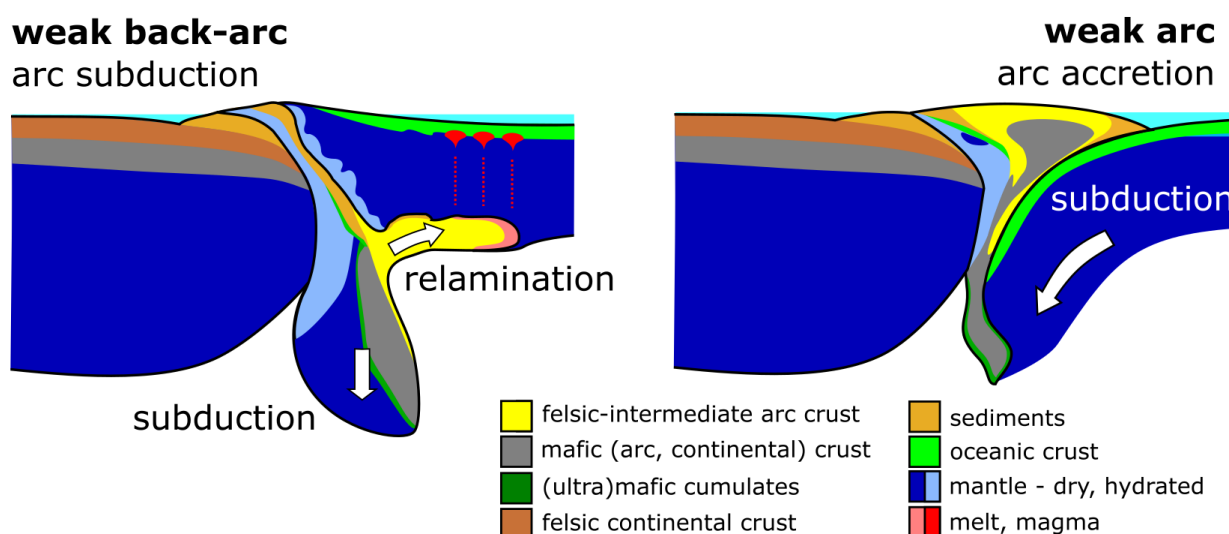 weak back-arc
arc subduction
weak arc
arc accretion
subduction
relamination
subduction
felsic-intermediate arc crust
mafic (arc, continental) crust
(ultra)mafic cumulates
felsic continental crust
sediments
oceanic crust
mantle - dry, hydrated
melt, magma